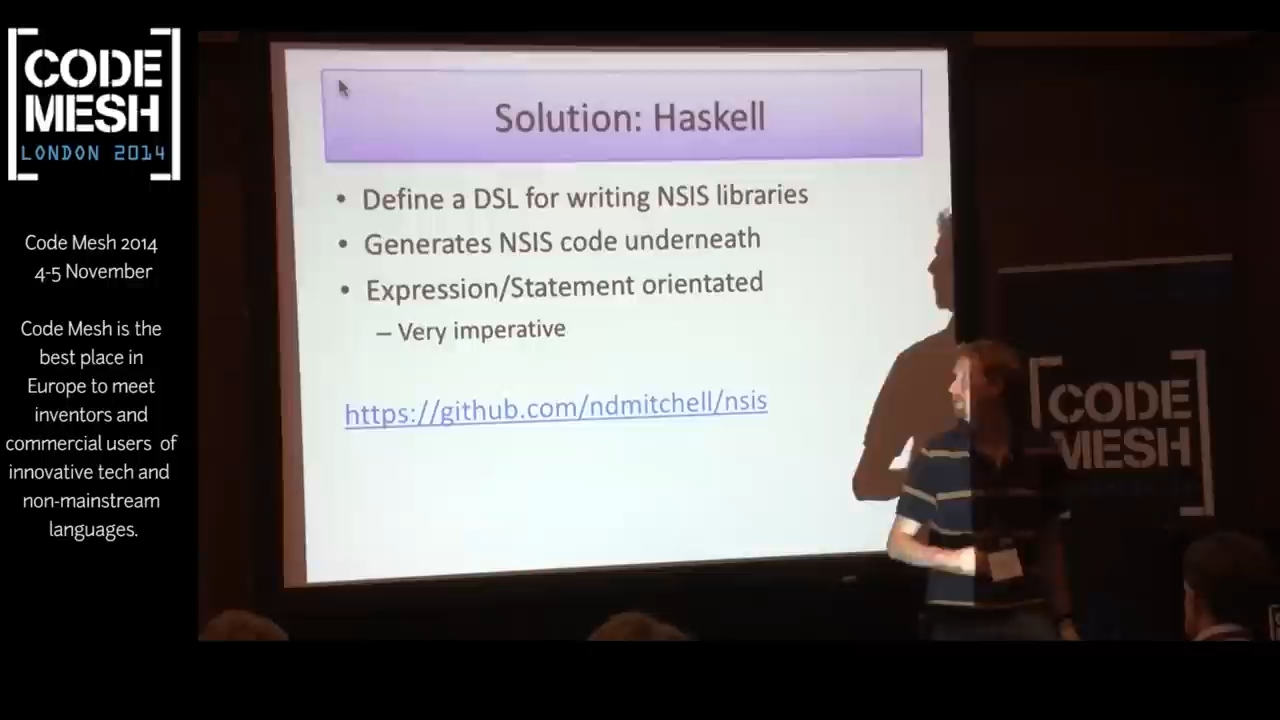 CODE
MESH
LONDON 2014
Code Mesh 2014
4-5 November
Code Mesh is the
best place in
Europe to meet
inventors and
commercial users of
innovative tech and
non-mainstream
languages.
Solution: Haskell
• Define a DSL for writing NSIS libraries
• Generates NSIS code underneath
• Expression/Statement orientated
– Very imperative
https://github.com/ndmitchell/nsis
CODE
MESH